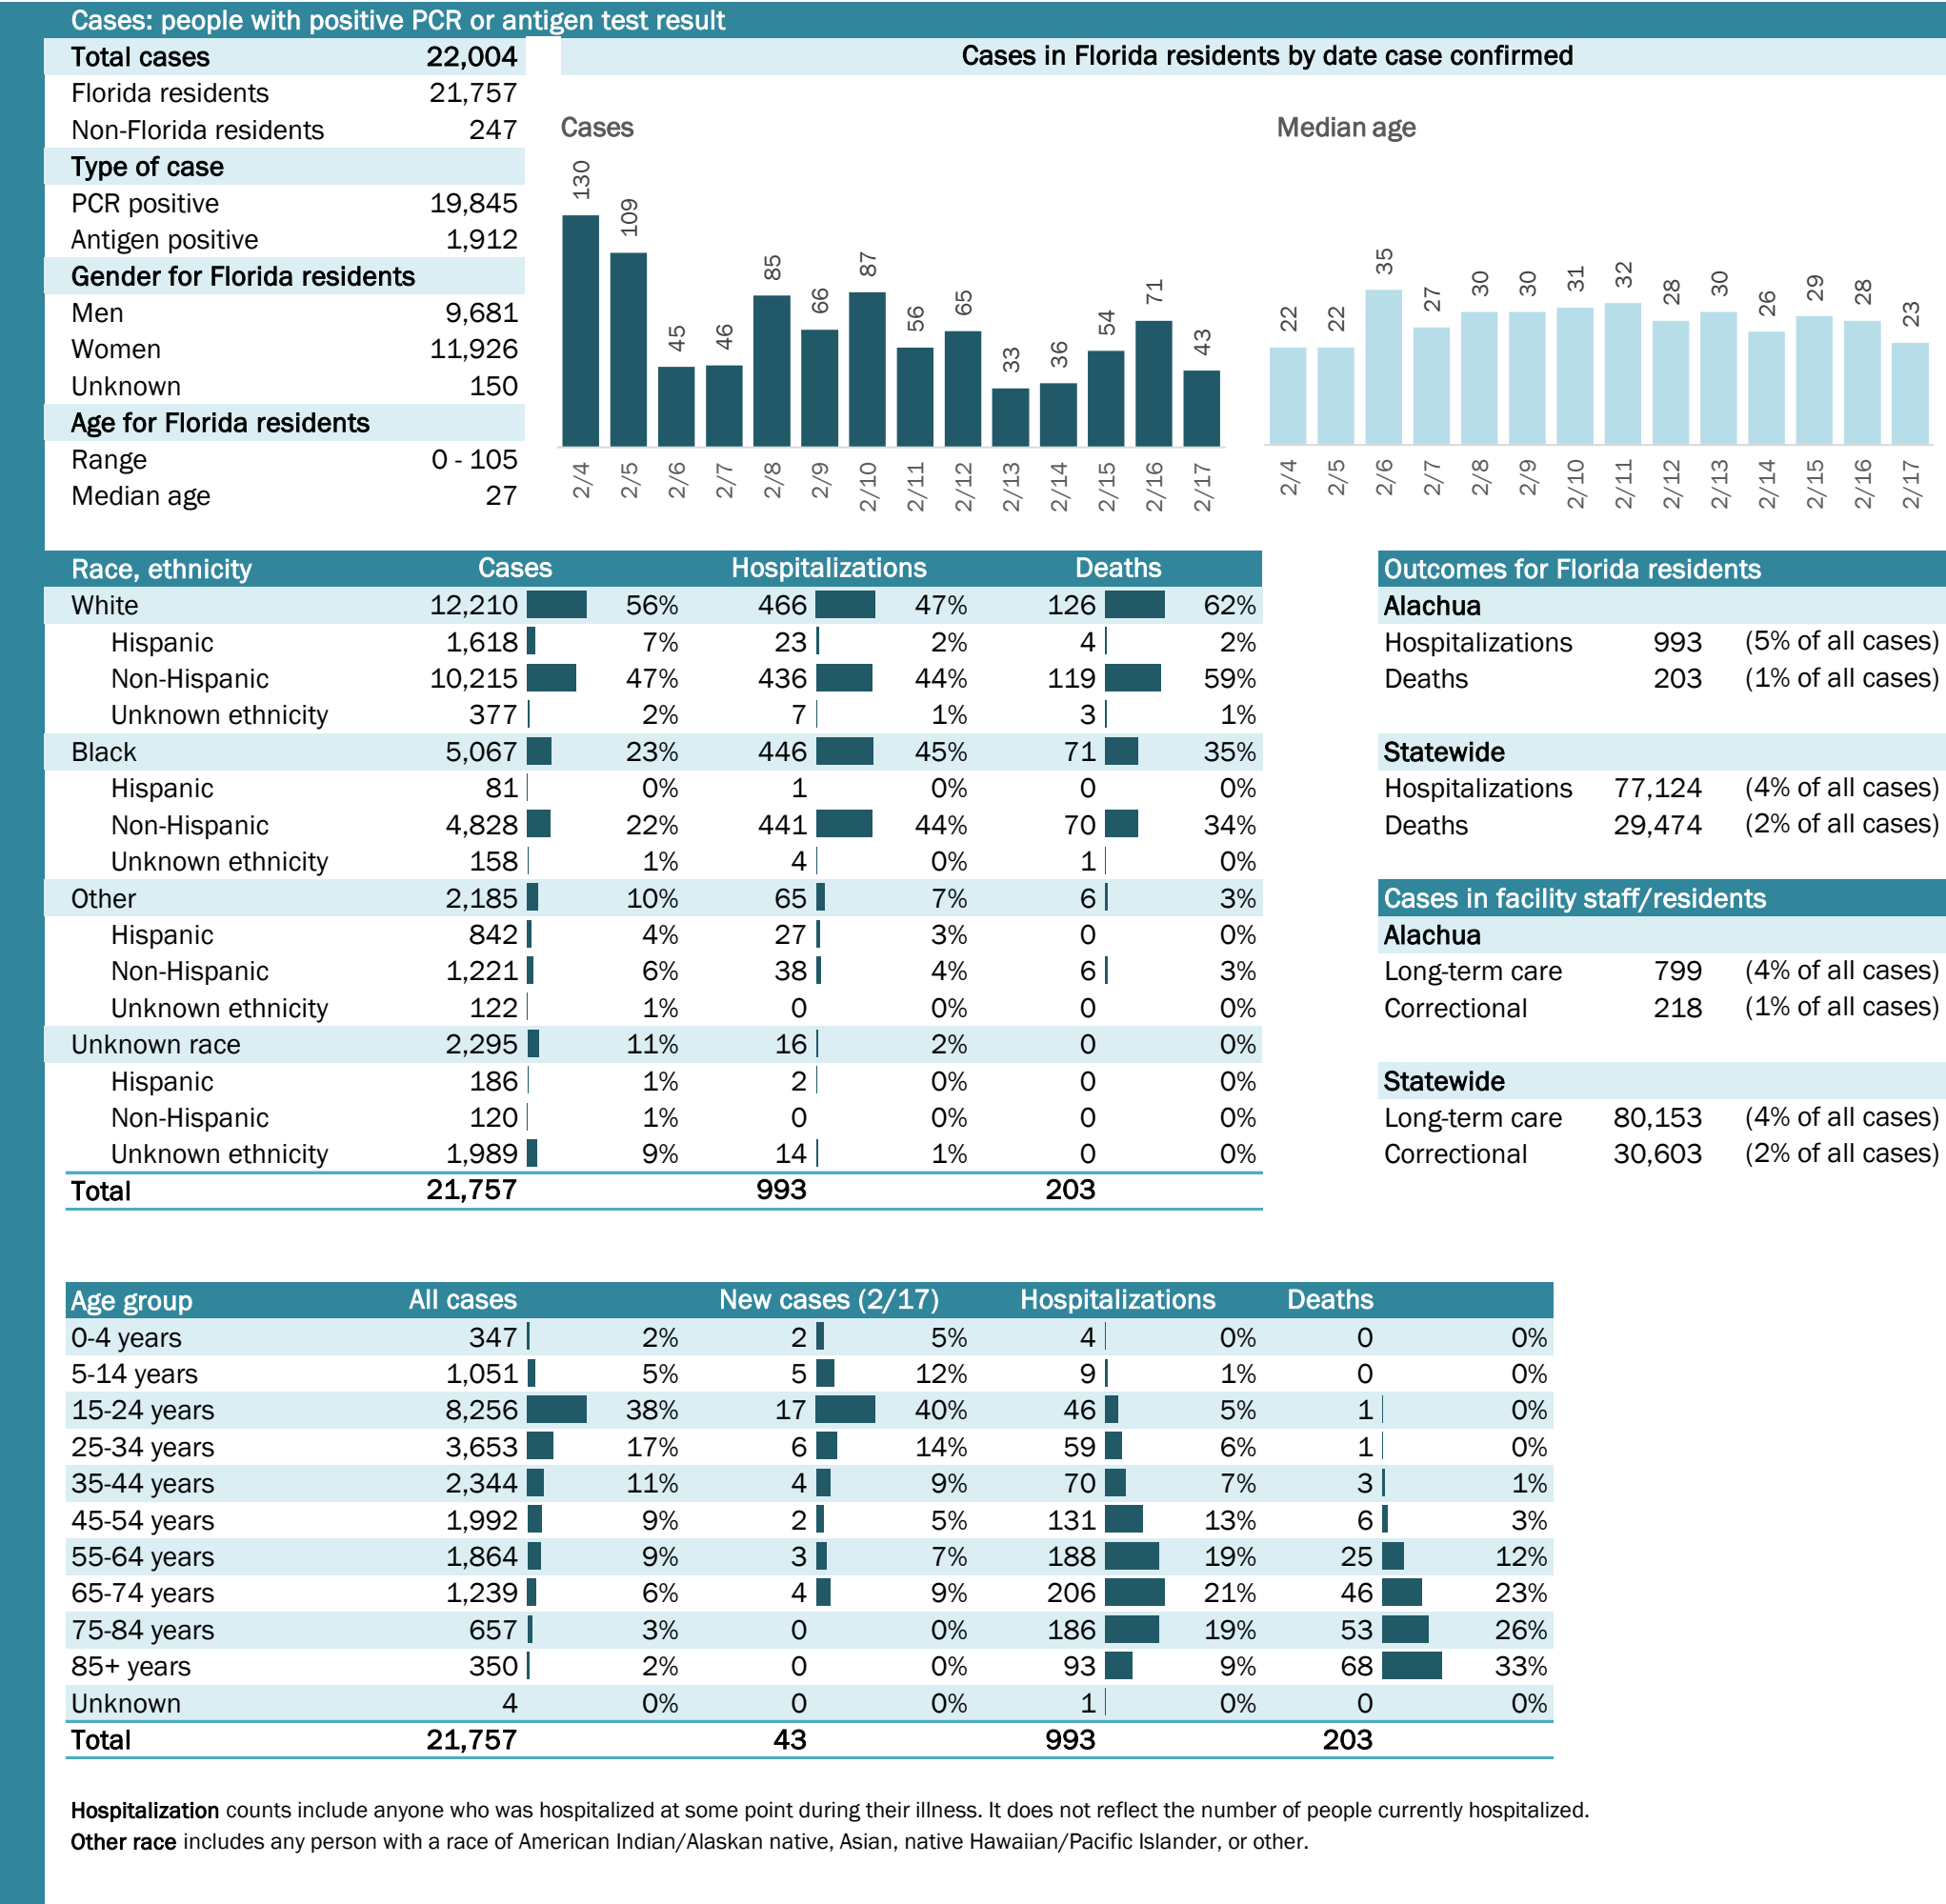 Cases: people with positive PCR or antigen test result
Total cases 22,004
Florida residents 21,757
Non-Florida residents 247
Type of case
PCR positive 19,845
Antigen positive 1,912
Gender for Florida residents
Men 9,681
Women 11,926
Unknown 150
Age for Florida residents
Range 0 - 105
Median age 27
Cases in Florida residents by date case confirmed
Cases
130 109 45 46 85 66 87 56 65 33 36 54 71 43
2/4 2/5 2/6 2/7 2/8 2/9 2/10 2/11 2/12 2/13 2/14 2/15 2/16 2/17
Median age
22 22 35 27 30 30 31 32 28 30 26 29 28 23
2/4 2/5 2/6 2/7 2/8 2/9 2/10 2/11 2/12 2/13 2/14 2/15 2/16 2/17
Race, ethnicity Cases Hospitalizations Deaths
White 12,210 56% 466 47% 126 62%
Hispanic 1,618 7% 23 2% 4 2%
Non-Hispanic 10,215 47% 436 44% 119 59%
Unknown ethnicity 377 2% 7 1% 3 1%
Black 5,067 23% 446 45% 71 35%
Hispanic 81 0% 1 0% 0 0%
Non-Hispanic 4,828 22% 441 44% 70 34%
Unknown ethnicity 158 1% 4 0% 1 0%
Other 2,185 10% 65 7% 6 3%
Hispanic 842 4% 27 3% 0 0%
Non-Hispanic 1,221 6% 38 4% 6 3%
Unknown ethnicity 122 1% 0 0% 0 0%
Unknown race 2,295 11% 16 2% 0 0%
Hispanic 186 1% 2 0% 0 0%
Non-Hispanic 120 1% 0 0% 0 0%
Unknown ethnicity 1,989 9% 14 1% 0 0%
Total 21,757 993 203
Outcomes for Florida residents
Alachua
Hospitalizations 993 (5% of all cases)
Deaths 203 (1% of all cases)
Statewide
Hospitalizations 77,124 (4% of all cases)
Deaths 29,474 (2% of all cases)
Cases in facility staff/residents
Alachua
Long-term care 799 (4% of all cases)
Correctional 218 (1% of all cases)
Statewide
Long-term care 80,153 (4% of all cases)
Correctional 30,603 (2% of all cases)
Age group All cases New cases (2/17) Hospitalizations Deaths
0-4 years 347 2% 2 5% 4 0% 0 0%
5-14 years 1,051 5% 5 12% 9 1% 0 0%
15-24 years 8,256 38% 17 40% 46 5% 1 0%
25-34 years 3,653 17% 6 14% 59 6% 1 0%
35-44 years 2,344 11% 4 9% 70 7% 3 1%
45-54 years 1,992 9% 2 5% 131 13% 6 3%
55-64 years 1,864 9% 3 7% 188 19% 25 12%
65-74 years 1,239 6% 4 9% 206 21% 46 23%
75-84 years 657 3% 0 0% 186 19% 53 26%
85+ years 350 2% 0 0% 93 9% 68 33%
Unknown 4 0% 0 0% 1 0% 0 0%
Total 21,757 43 993 203
Hospitalization counts include anyone who was hospitalized at some point during their illness. It does not reflect the number of people currently hospitalized.
Other race includes any person with a race of American Indian/Alaskan native, Asian, native Hawaiian/Pacific Islander, or other.